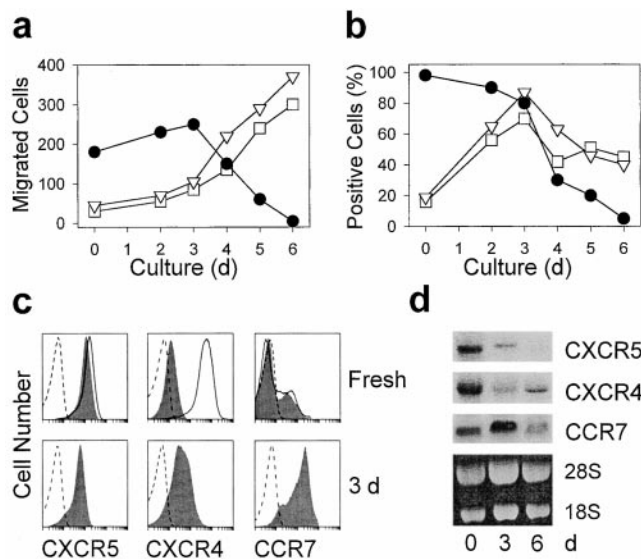 a
b
Migrated Cells
400
300
200
100
0
0 1 2 3 4 5 6
Culture (d)
Positive Cells (%)
100
80
60
40
20
0
0 1 2 3 4 5 6
Culture (d)
c
d
Cell Number
Fresh
3 d
CXCR5 CXCR4 CCR7
CXCR5
CXCR4
CCR7
28S
18S
0 3 6 d